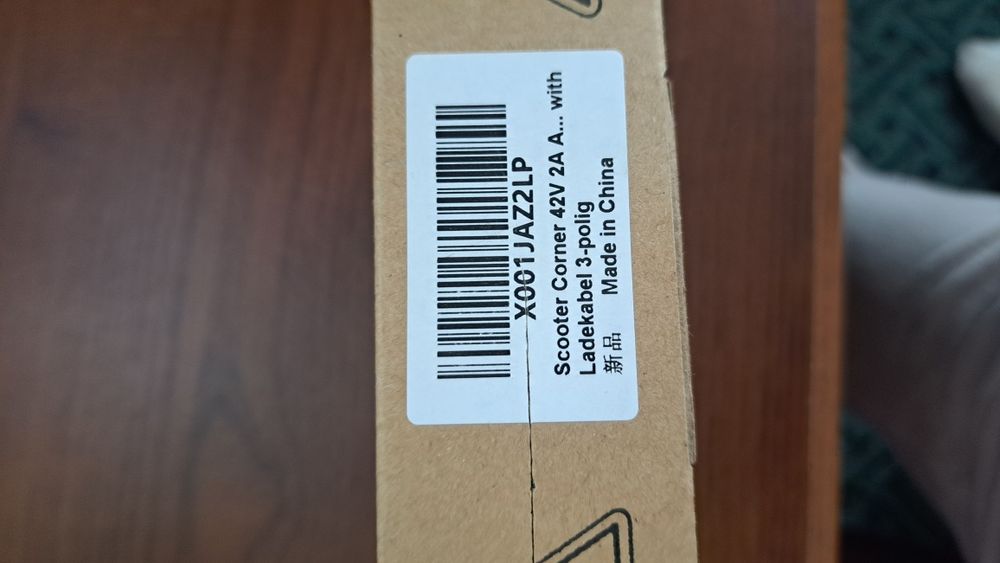 X001JAZ2LP
Scooter Corner 42V 2A A... with
Ladekabel 3-polig
新品 Made in China